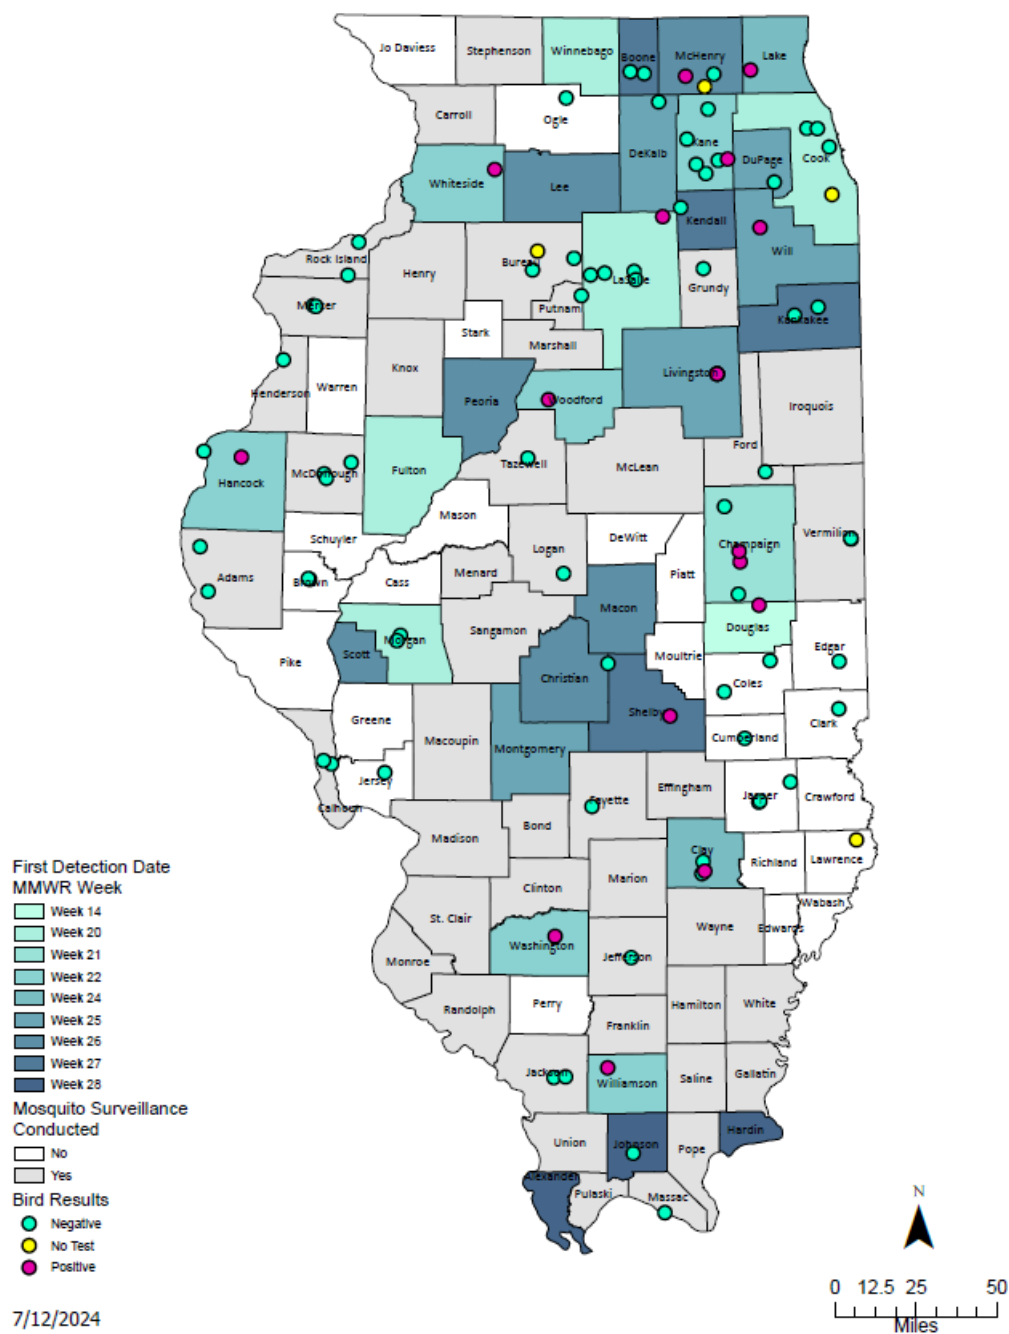 Jo Daviess
Stephenson
Winnebago
Boone
McHenry
Lake
Carroll
Ogle
DeKalb
Kane
Cook
DuPage
Whiteside
Lee
Kendall
Will
Rock Island
Henry
Bureau
LaSalle
Grundy
Mercer
Putnam
Kankakee
Stark
Marshall
Knox
Warren
Henderson
Peoria
Woodford
Livingston
Iroquois
Ford
Hancock
McDonough
Fulton
Tazewell
McLean
Mason
Schuyler
Logan
DeWitt
Champaign
Vermilion
Adams
Brown
Cass
Menard
Piatt
Macon
Sangamon
Douglas
Morgan
Scott
Pike
Christian
Moultrie
Edgar
Coles
Shelby
Greene
Macoupin
Montgomery
Cumberland
Clark
Jersey
Calhoun
Fayette
Effingham
Jasper
Crawford
Madison
Bond
Clay
Richland
Lawrence
Marion
Clinton
St. Clair
Wabash
Edwards
Wayne
Washington
Jefferson
Monroe
Randolph
Perry
Hamilton
White
Franklin
Jackson
Williamson
Saline
Gallatin
Union
Johnson
Pope
Hardin
Alexander
Pulaski
Massac
First Detection Date
MMWR Week
Week 14
Week 20
Week 21
Week 22
Week 24
Week 25
Week 26
Week 27
Week 28
Mosquito Surveillance
Conducted
No
Yes
Bird Results
Negative
No Test
Positive
7/12/2024
N
0 12.5 25 50
Miles